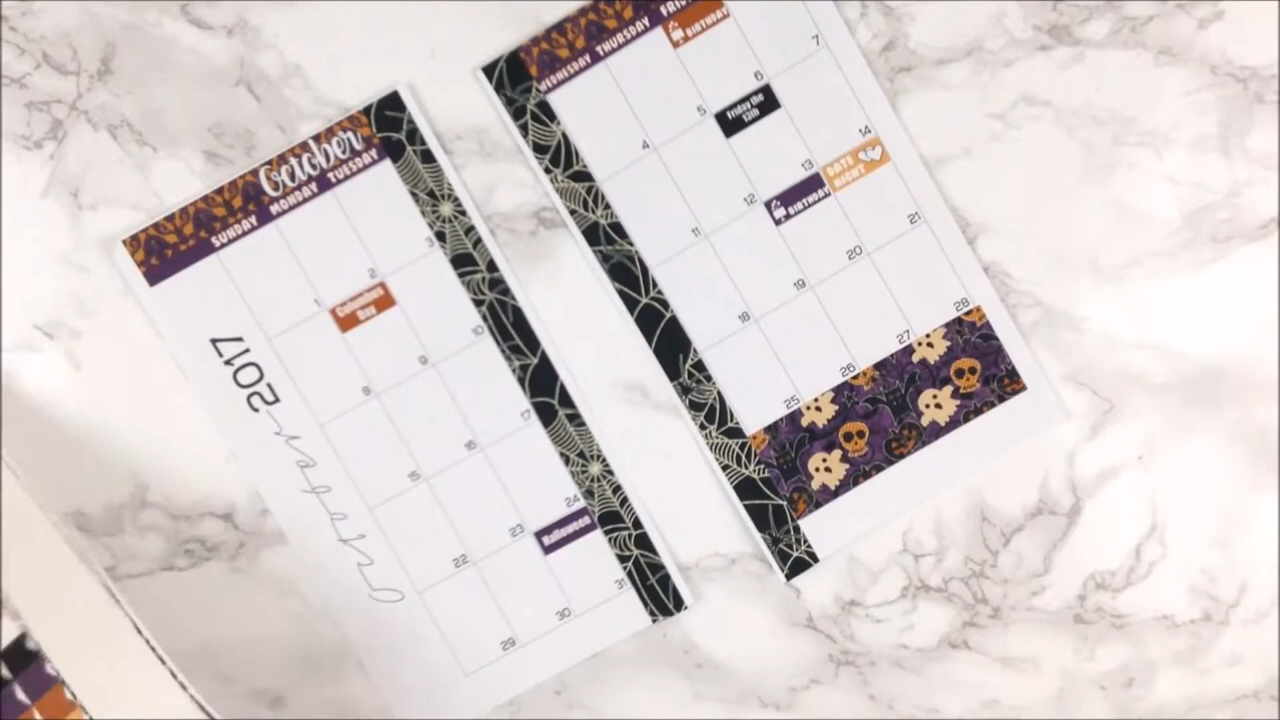 October
SUNDAY MONDAY TUESDAY
October 2017
1 2 3
Columbus Day
8 9 10
15 16 17
22 23 24
Halloween
29 30 31
WEDNESDAY THURSDAY
BIRTHDAY
4 5 6 7
Friday the
13th
11 12 13 14
BIRTHDAY
DATE
NIGHT
18 19 20 21
25 26 27 28